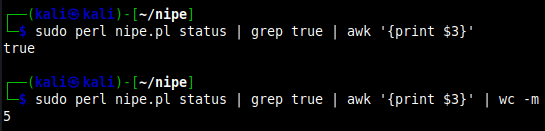 ┌──(kali㉿kali)-[~/nipe]
└─$ sudo perl nipe.pl status | grep true | awk '{print $3}'
true
┌──(kali㉿kali)-[~/nipe]
└─$ sudo perl nipe.pl status | grep true | awk '{print $3}' | wc -m
5